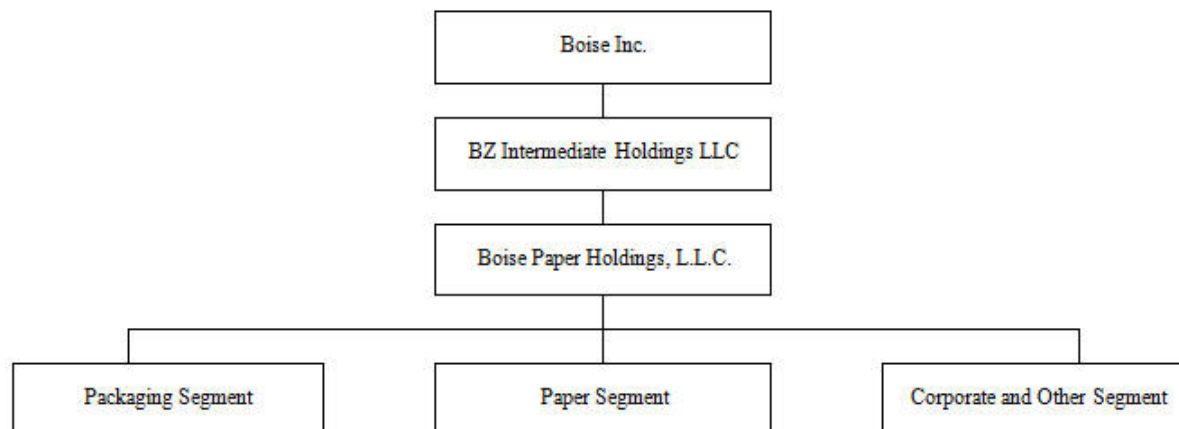 Boise Inc.
BZ Intermediate Holdings LLC
Boise Paper Holdings, L.L.C.
Packaging Segment
Paper Segment
Corporate and Other Segment